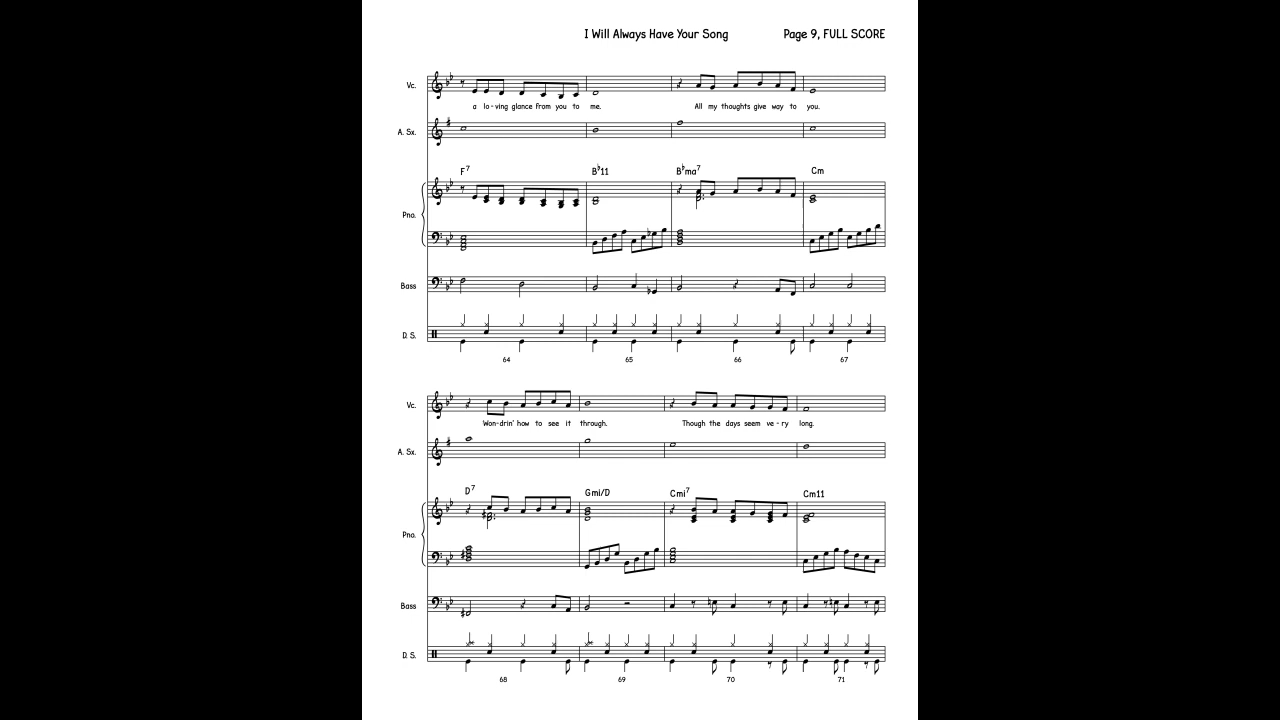 I Will Always Have Your Song Page 9, FULL SCORE
Vc.
a lo-ving glance from you to me. All my thoughts give way to you.
A. Sx.
F7 B♭11 B♭ma7 Cm
Pno.
Bass
D. S.
64 65 66 67
Vc.
Won-drin' how to see it through. Though the days seem ve-ry long.
A. Sx.
D7 Gmi/D Cmi7 Cm11
Pno.
Bass
D. S.
68 69 70 71